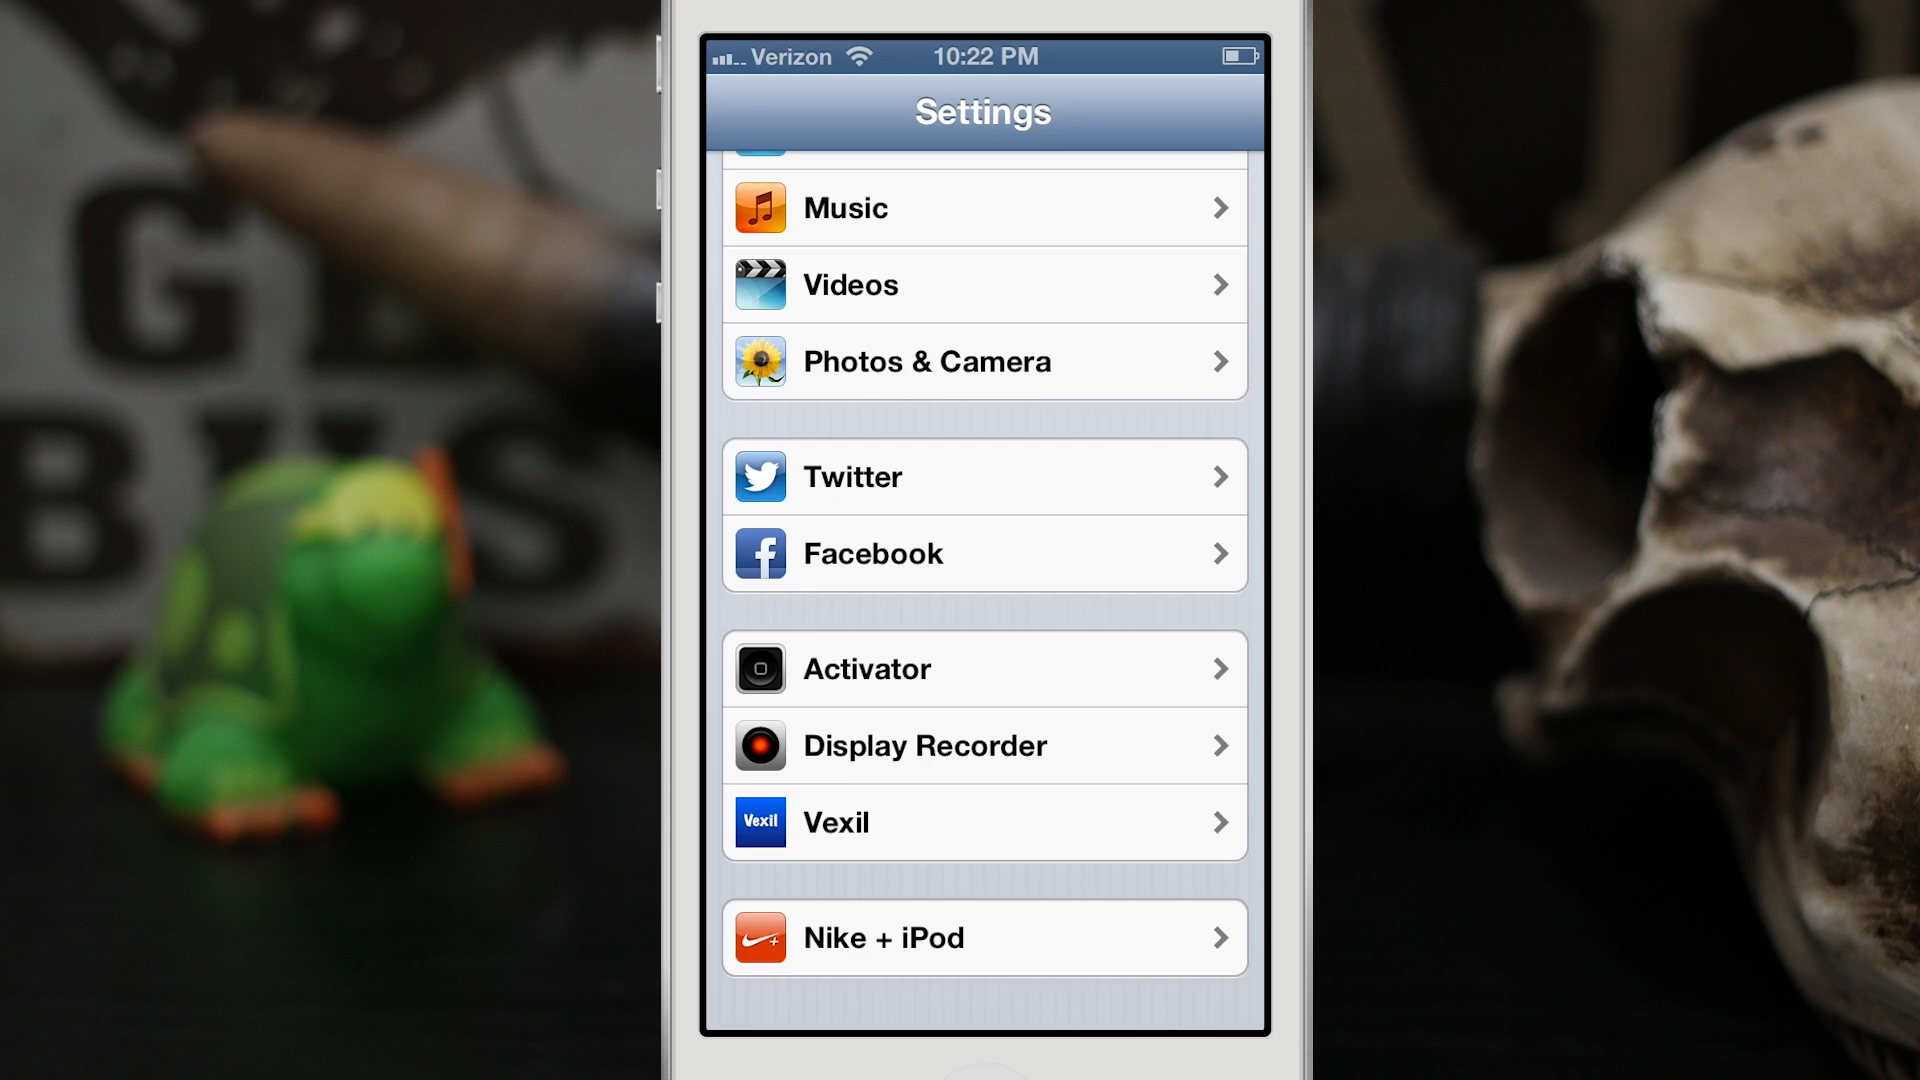 Verizon 10:22 PM
Settings
Music
Videos
Photos & Camera
Twitter
Facebook
Activator
Display Recorder
Vexil
Vexil
Nike + iPod